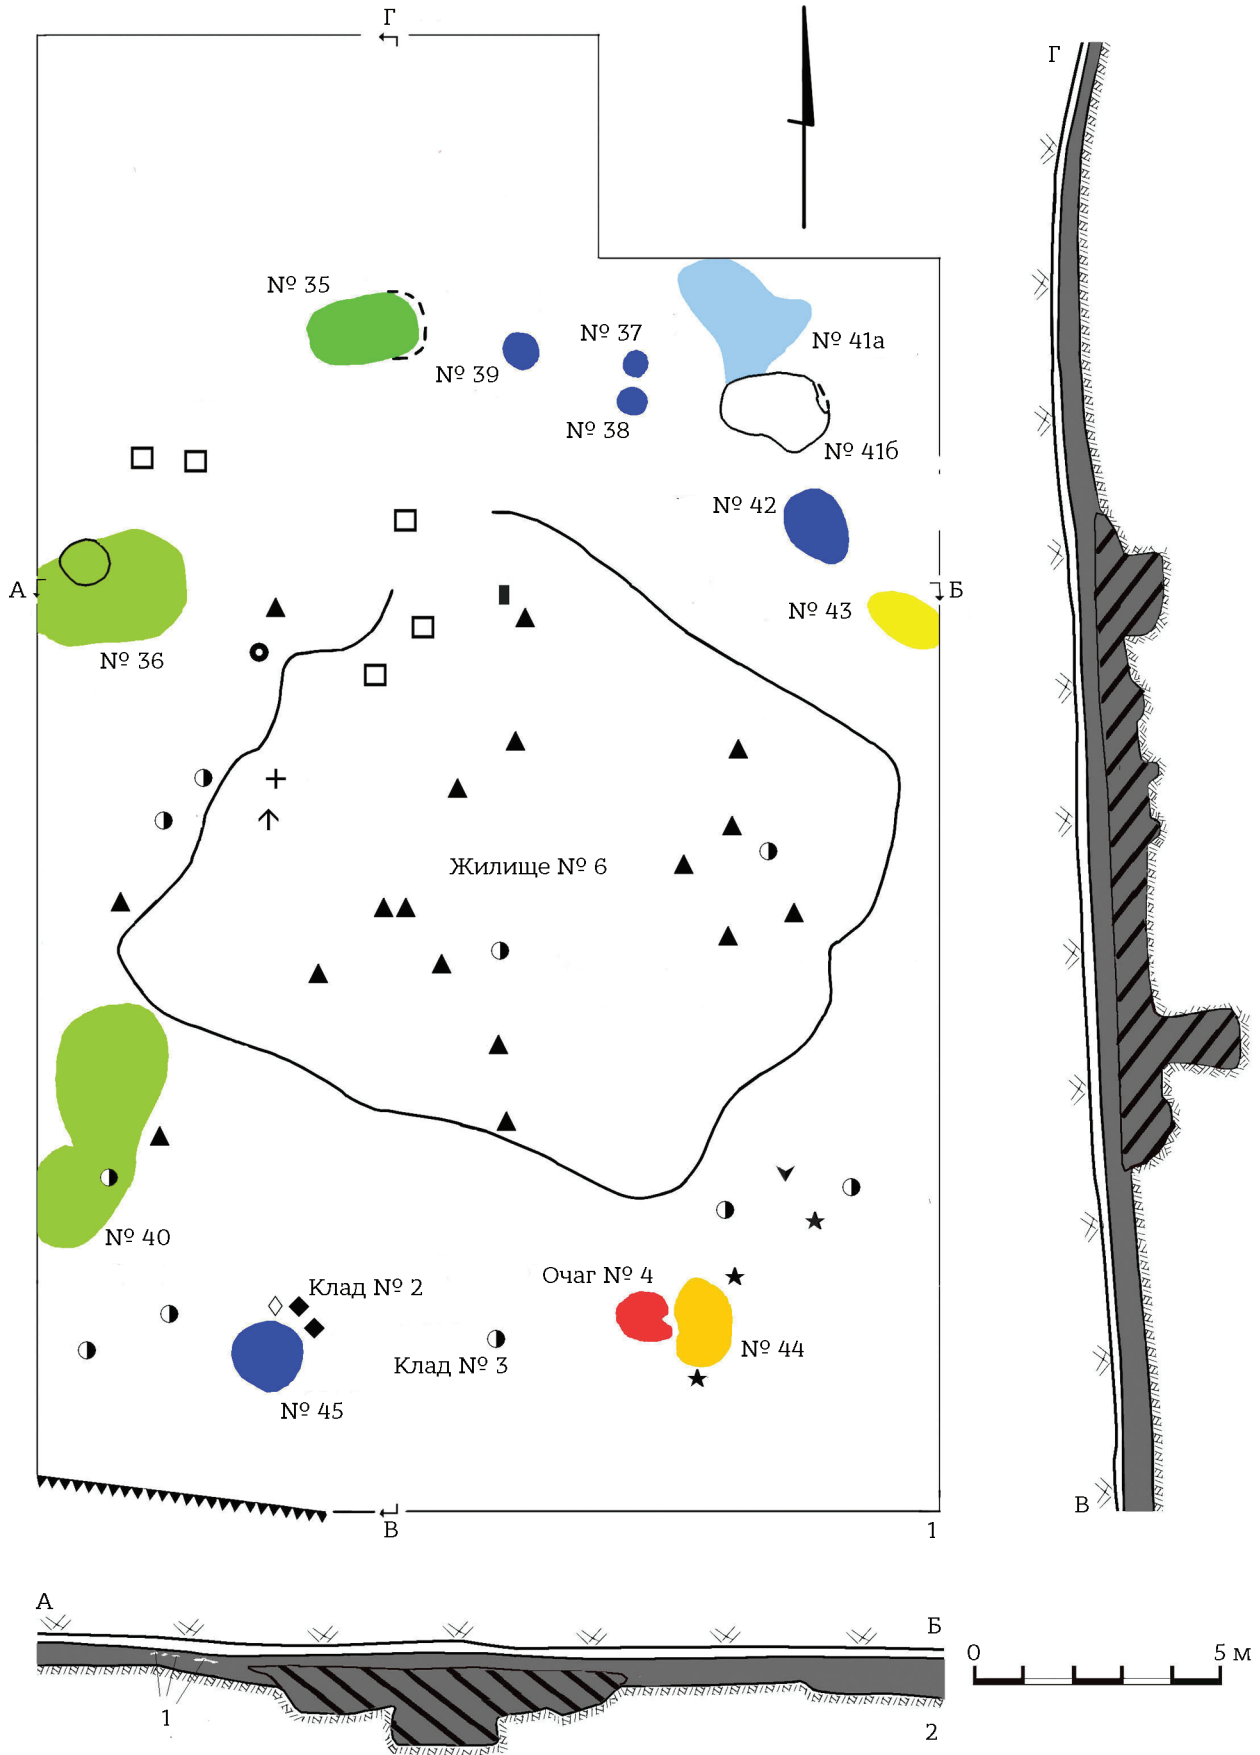 Г
Г
№ 35
№ 37
№ 41а
№ 39
№ 38
№ 41б
№ 42
А
Б
№ 43
№ 36
Жилище № 6
№ 40
Очаг № 4
Клад № 2
№ 44
Клад № 3
№ 45
В
В
1
А
Б
0
5 м
1
2